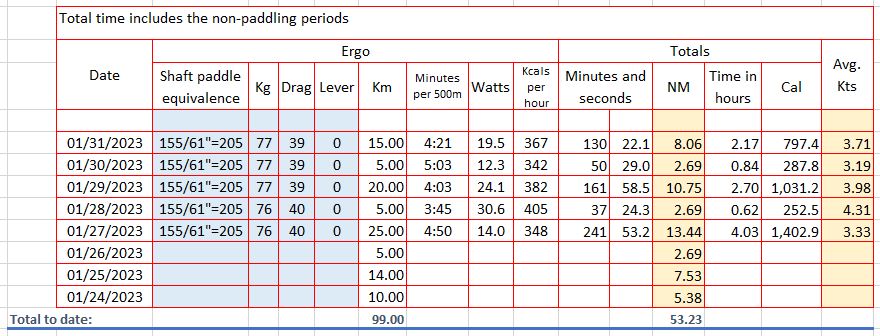 Total time includes the non-paddling periods
Ergo Totals
Date Shaft paddle equivalence Kg Drag Lever Km Minutes per 500m Watts Kcals per hour Minutes and seconds NM Time in hours Cal Avg. Kts
01/31/2023 155/61"=205 77 39 0 15.00 4:21 19.5 367 130 22.1 8.06 2.17 797.4 3.71
01/30/2023 155/61"=205 77 39 0 5.00 5:03 12.3 342 50 29.0 2.69 0.84 287.8 3.19
01/29/2023 155/61"=205 77 39 0 20.00 4:03 24.1 382 161 58.5 10.75 2.70 1,031.2 3.98
01/28/2023 155/61"=205 76 40 0 5.00 3:45 30.6 405 37 24.3 2.69 0.62 252.5 4.31
01/27/2023 155/61"=205 76 40 0 25.00 4:50 14.0 348 241 53.2 13.44 4.03 1,402.9 3.33
01/26/2023 5.00 2.69
01/25/2023 14.00 7.53
01/24/2023 10.00 5.38
Total to date: 99.00 53.23